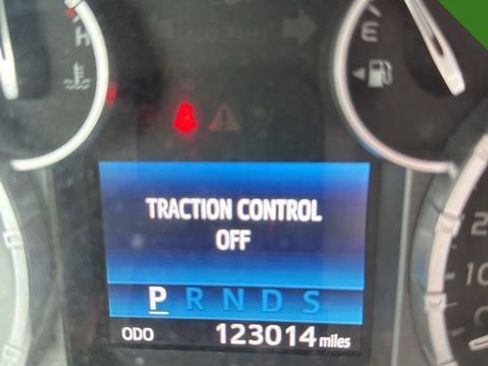 H
E
TRACTION CONTROL
OFF
P R N D S
ODO 123014 miles